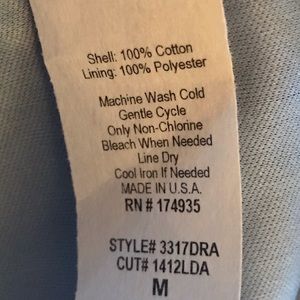 Shell: 100% Cotton
Lining: 100% Polyester
Machine Wash Cold
Gentle Cycle
Only Non-Chlorine
Bleach When Needed
Line Dry
Cool Iron If Needed
MADE IN U.S.A.
RN # 174935
STYLE# 3317DRA
CUT# 1412LDA
M